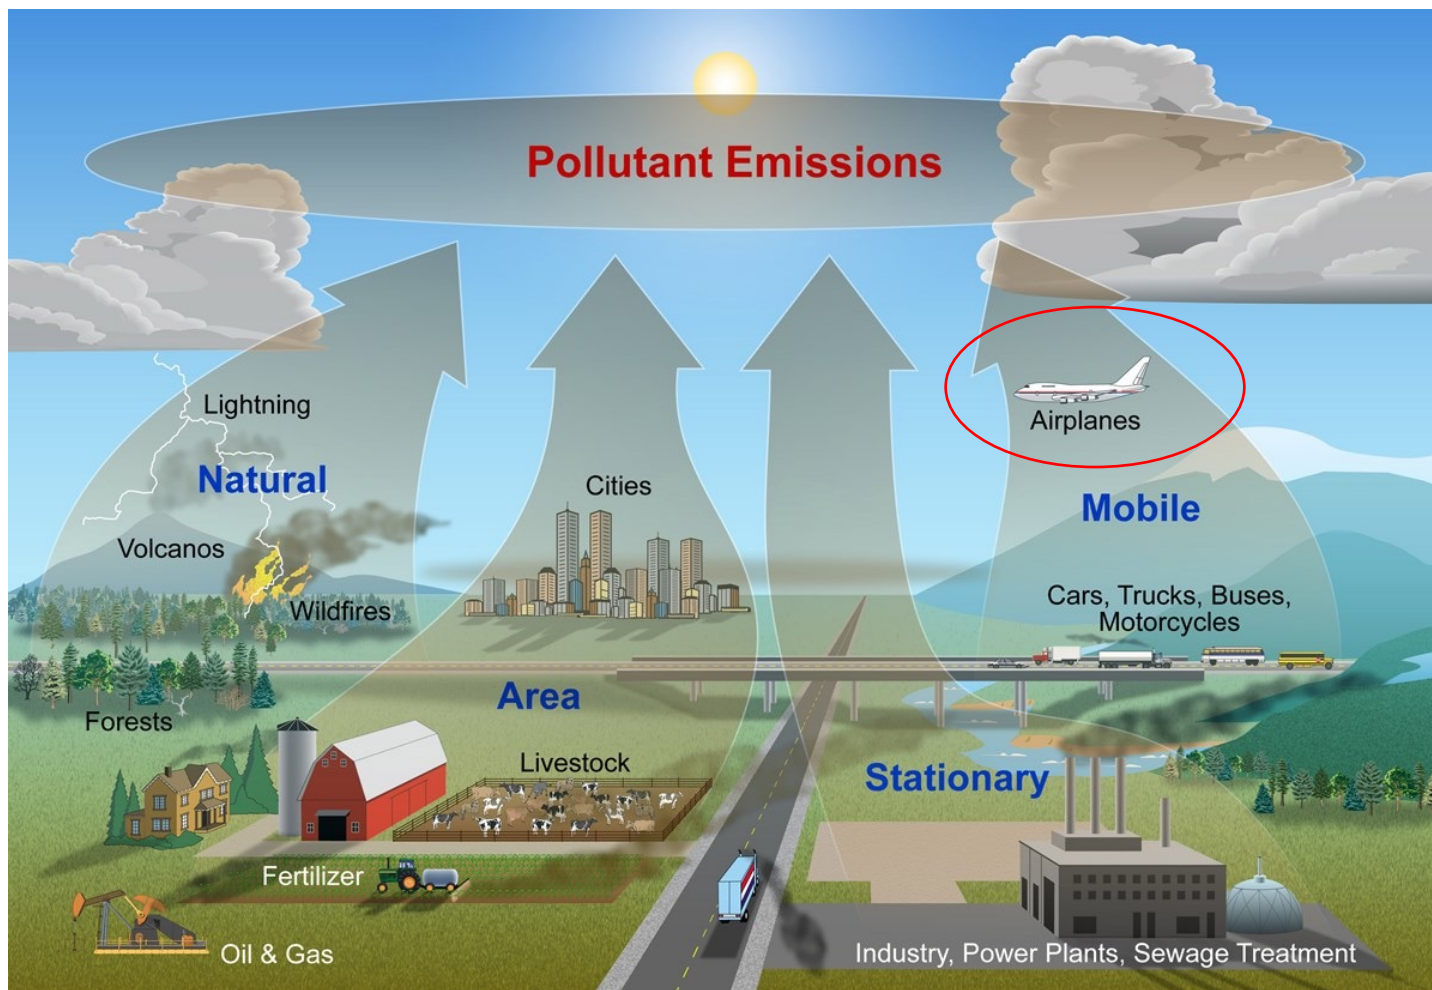 Pollutant Emissions
Lightning
Natural
Volcanos
Wildfires
Forests
Cities
Area
Livestock
Fertilizer
Oil & Gas
Airplanes
Mobile
Cars, Trucks, Buses,
Motorcycles
Stationary
Industry, Power Plants, Sewage Treatment